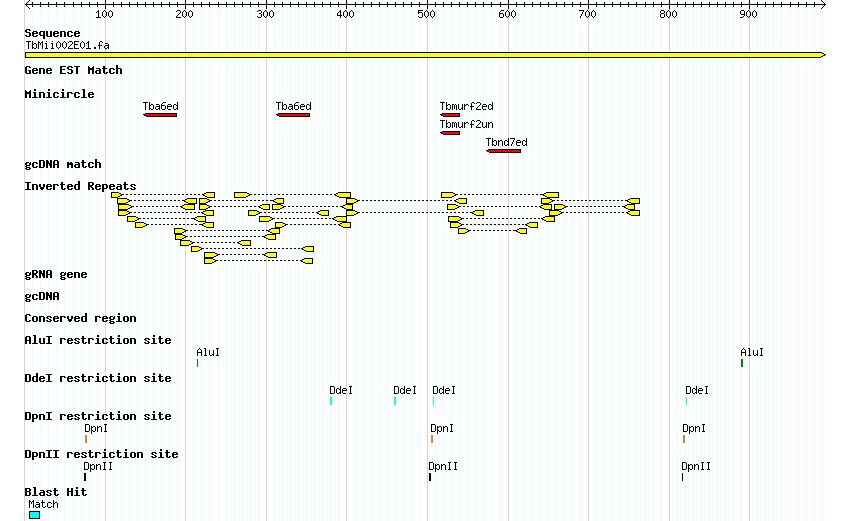 100 200 300 400 500 600 700 800 900
Sequence
TbMii002E01.fa
Gene EST Match
Minicircle
Tba6ed Tba6ed Tbmurf2ed
Tbmurf2un
Tbnd7ed
gcDNA match
Inverted Repeats
gRNA gene
gcDNA
Conserved region
AluI restriction site
AluI AluI
DdeI restriction site
DdeI DdeI DdeI DdeI
DpnI restriction site
DpnI DpnI DpnI
DpnII restriction site
DpnII DpnII DpnII
Blast Hit
Match